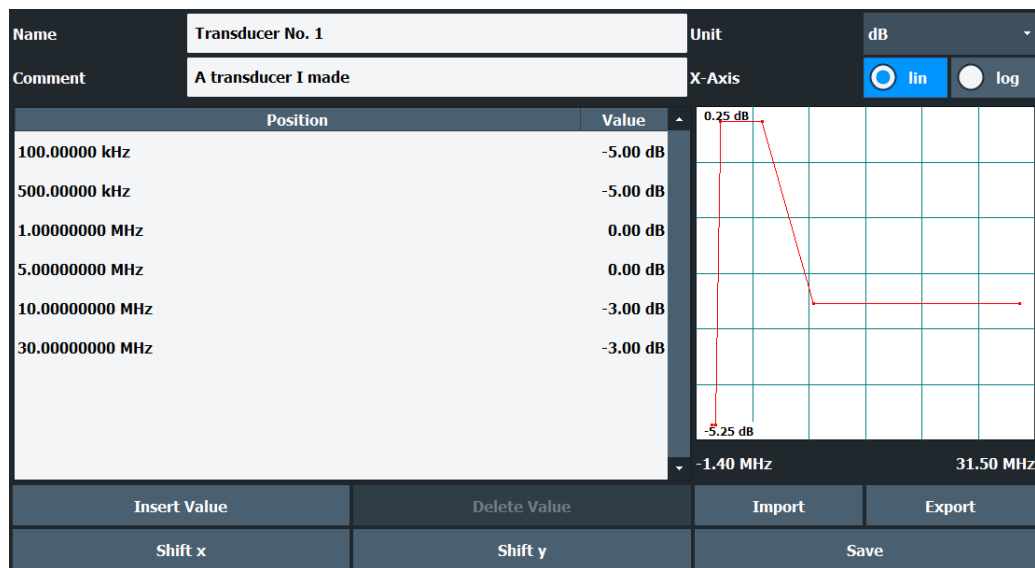 Name Transducer No. 1 Unit dB
Comment A transducer I made X-Axis lin log
Position Value
0.25 dB
100.00000 kHz -5.00 dB
500.00000 kHz -5.00 dB
1.00000000 MHz 0.00 dB
5.00000000 MHz 0.00 dB
10.00000000 MHz -3.00 dB
30.00000000 MHz -3.00 dB
-5.25 dB
-1.40 MHz 31.50 MHz
Insert Value Delete Value Import Export
Shift x Shift y Save